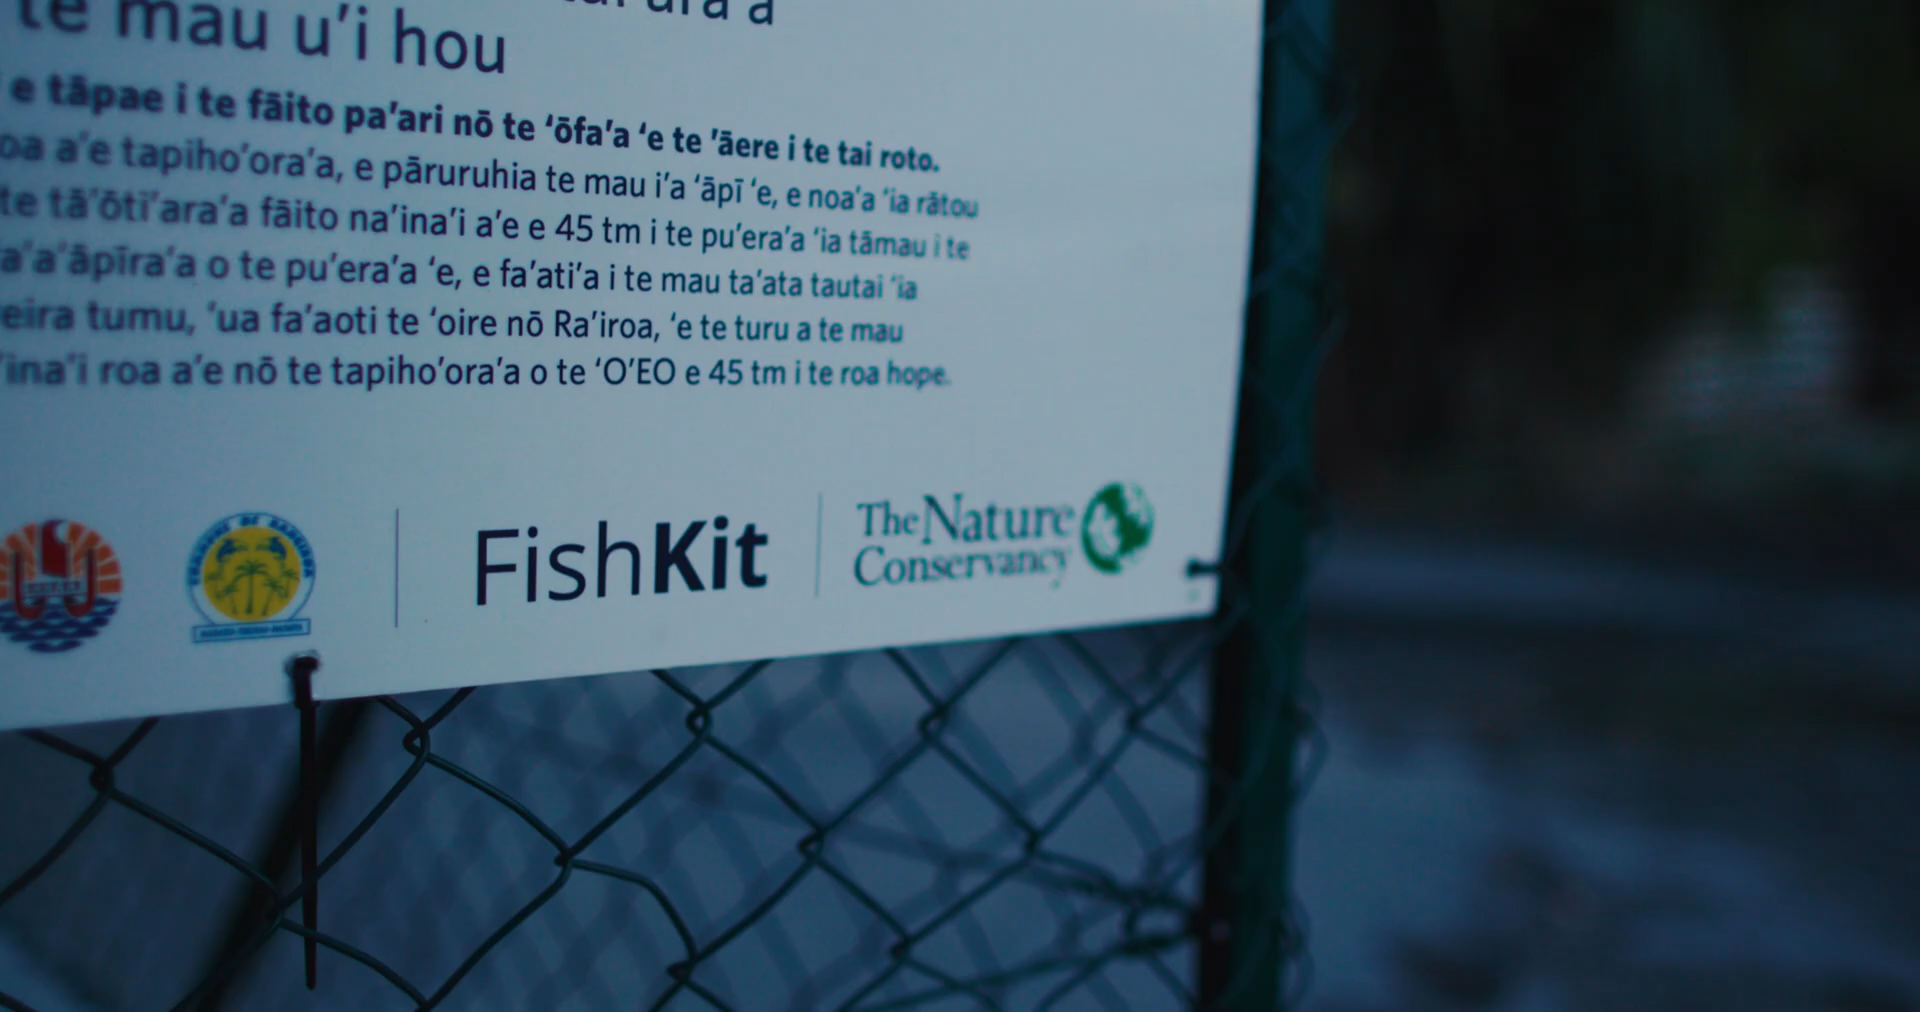 te mau u'i hou
e tāpae i te fāito pa'ari nō te ‘ōfa'a ‘e te 'āere i te tai roto.
oa a'e tapiho'ora'a, e pāruruhia te mau i'a ‘āpī ‘e, e noa'a ‘ia rātou
te tā'ōti'ara'a fāito na'ina'i a'e e 45 tm i te pu'era'a ‘ia tāmau i te
a'a'āpīra'a o te pu'era'a ‘e, e fa'ati'a i te mau ta'ata tautai ‘ia
eira tumu, ‘ua fa'aoti te ‘oire nō Ra'iroa, ‘e te turu a te mau
'ina'i roa a'e nō te tapiho'ora'a o te ‘O'EO e 45 tm i te roa hope.
FishKit
The Nature
Conservancy